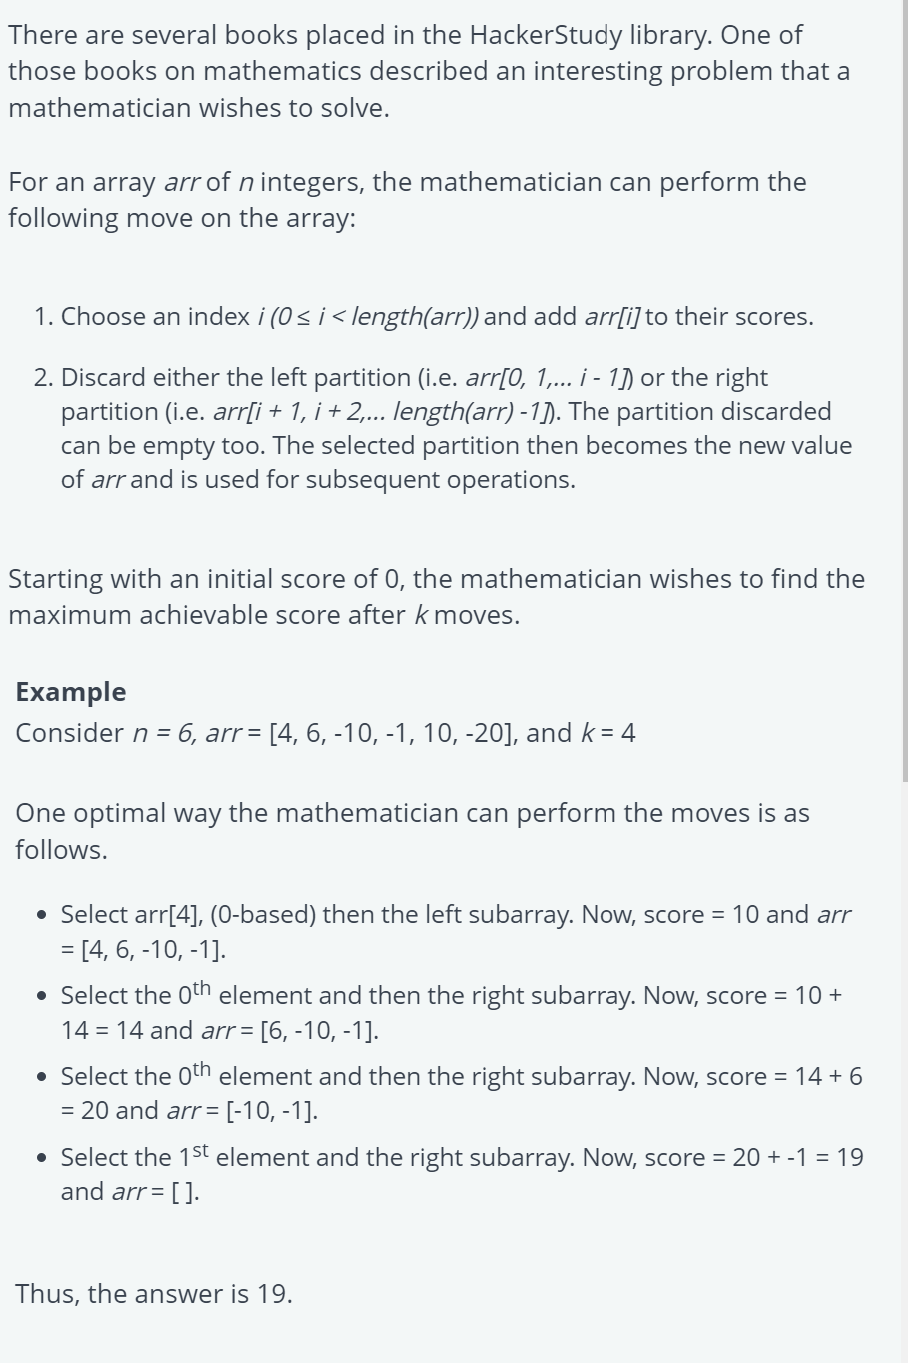 There are several books placed in the HackerStudy library. One of
those books on mathematics described an interesting problem that a
mathematician wishes to solve.
For an array arr of n integers, the mathematician can perform the
following move on the array:
1. Choose an index i (0 ≤ i < length(arr)) and add arr[i] to their scores.
2. Discard either the left partition (i.e. arr[0, 1,... i - 1]) or the right
partition (i.e. arr[i + 1, i + 2,... length(arr) -1]). The partition discarded
can be empty too. The selected partition then becomes the new value
of arr and is used for subsequent operations.
Starting with an initial score of 0, the mathematician wishes to find the
maximum achievable score after k moves.
Example
Consider n = 6, arr = [4, 6, -10, -1, 10, -20], and k = 4
One optimal way the mathematician can perform the moves is as
follows.
• Select arr[4], (0-based) then the left subarray. Now, score = 10 and arr
= [4, 6, -10, -1].
• Select the 0th element and then the right subarray. Now, score = 10 +
14 = 14 and arr = [6, -10, -1].
• Select the 0th element and then the right subarray. Now, score = 14 + 6
= 20 and arr = [-10, -1].
• Select the 1st element and the right subarray. Now, score = 20 + -1 = 19
and arr = [ ].
Thus, the answer is 19.